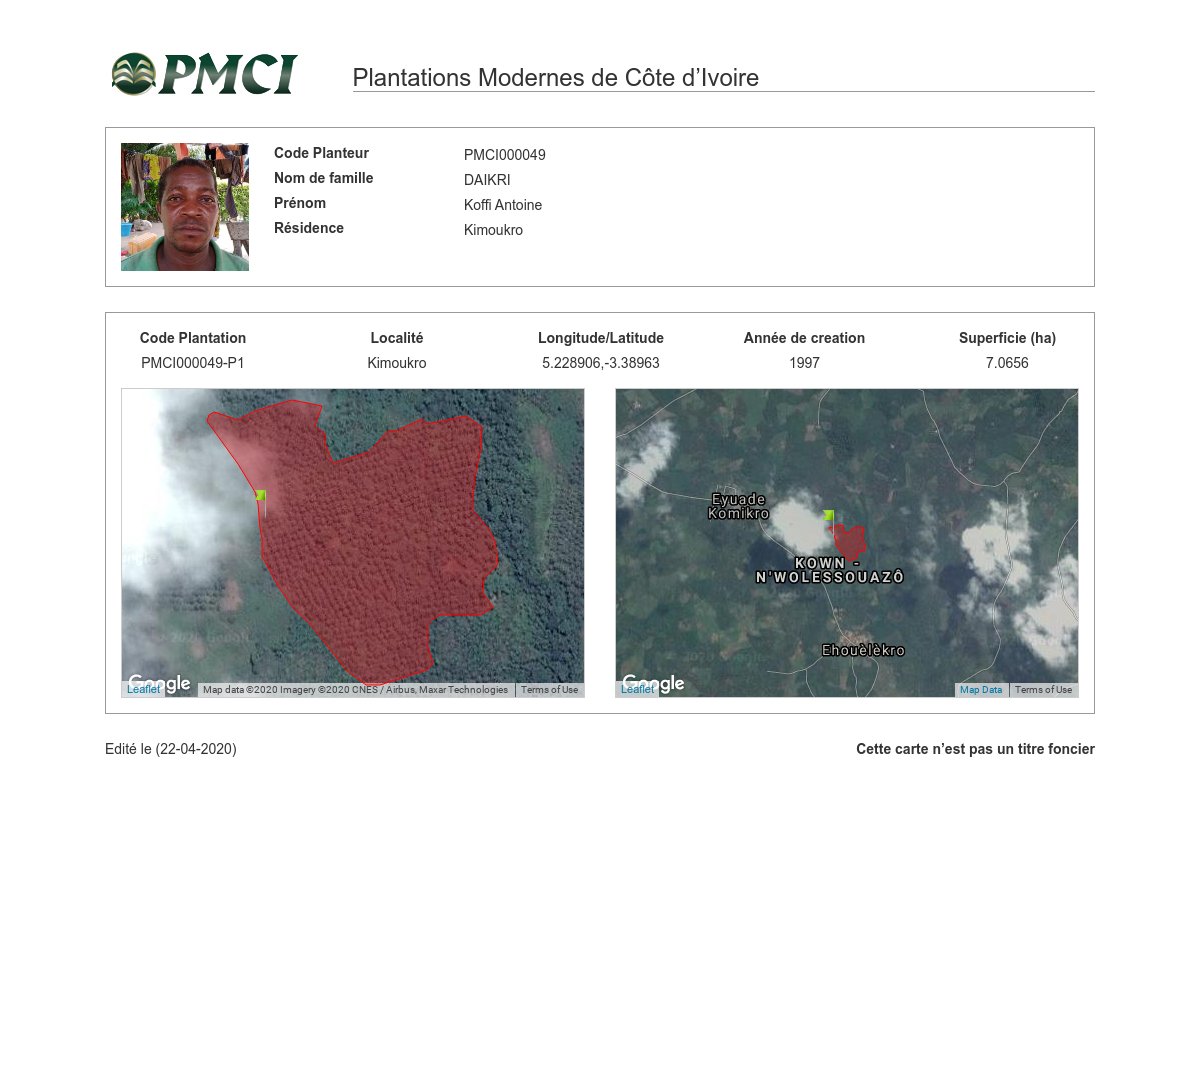 PMCI
Plantations Modernes de Côte d’Ivoire
Code Planteur PMCI000049
Nom de famille DAIKRI
Prénom Koffi Antoine
Résidence Kimoukro
Code Plantation Localité Longitude/Latitude Année de creation Superficie (ha)
PMCI000049-P1 Kimoukro 5.228906,-3.38963 1997 7.0656
Google
Leaflet
Map data ©2020 Imagery ©2020 CNES / Airbus, Maxar Technologies
Terms of Use
Eyuade
Komikro
KOWN -
N'WOLESSOUAZÔ
Ehouèlèkro
Google
Leaflet
Map Data
Terms of Use
Edité le (22-04-2020)
Cette carte n’est pas un titre foncier